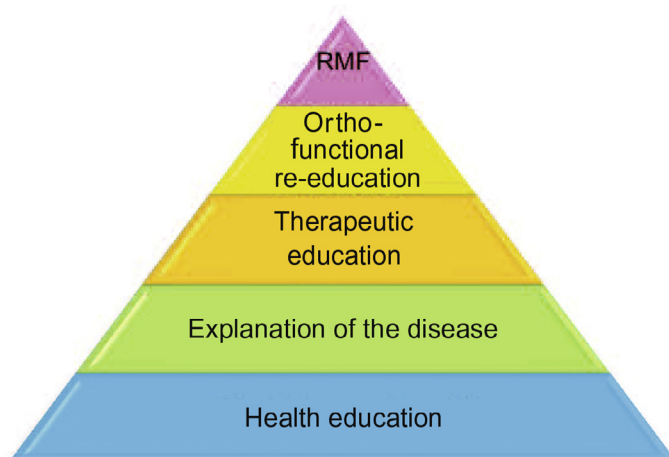 RMF
Ortho-
functional
re-education
Therapeutic
education
Explanation of the disease
Health education